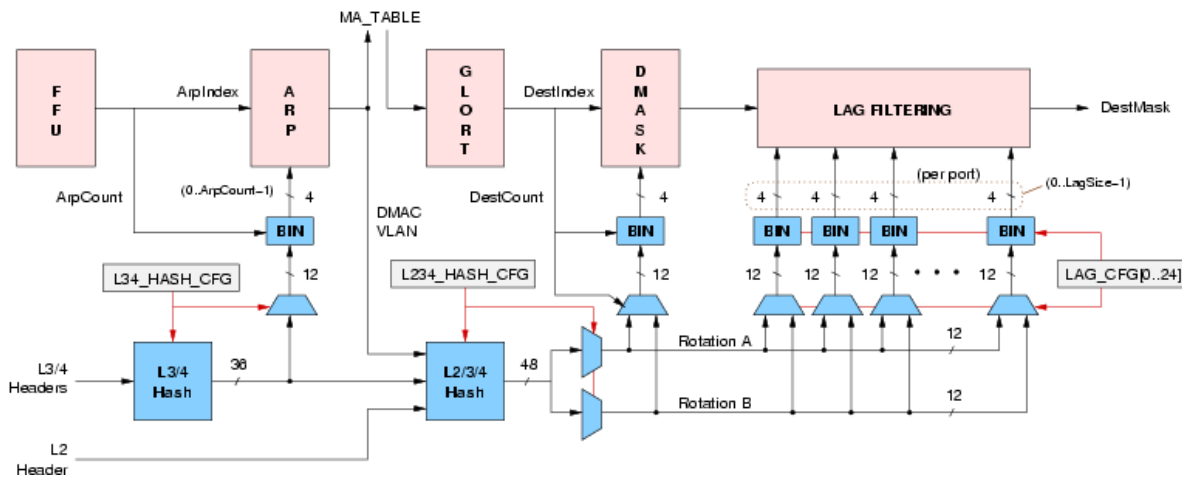 MA_TABLE
FFU
ArpIndex
ARP
GLORT
DestIndex
DMASK
LAG FILTERING
DestMask
ArpCount
(0..ArpCount-1)
4
DMAC
VLAN
DestCount
4
(per port)
(0..LagSize-1)
4
4
4
4
BIN
BIN
BIN
BIN
BIN
BIN
12
12
12
12
12
12
L34_HASH_CFG
L234_HASH_CFG
LAG_CFG[0..24]
L3/4
Headers
L3/4
Hash
36
L2/3/4
Hash
48
Rotation A
12
Rotation B
12
L2
Header